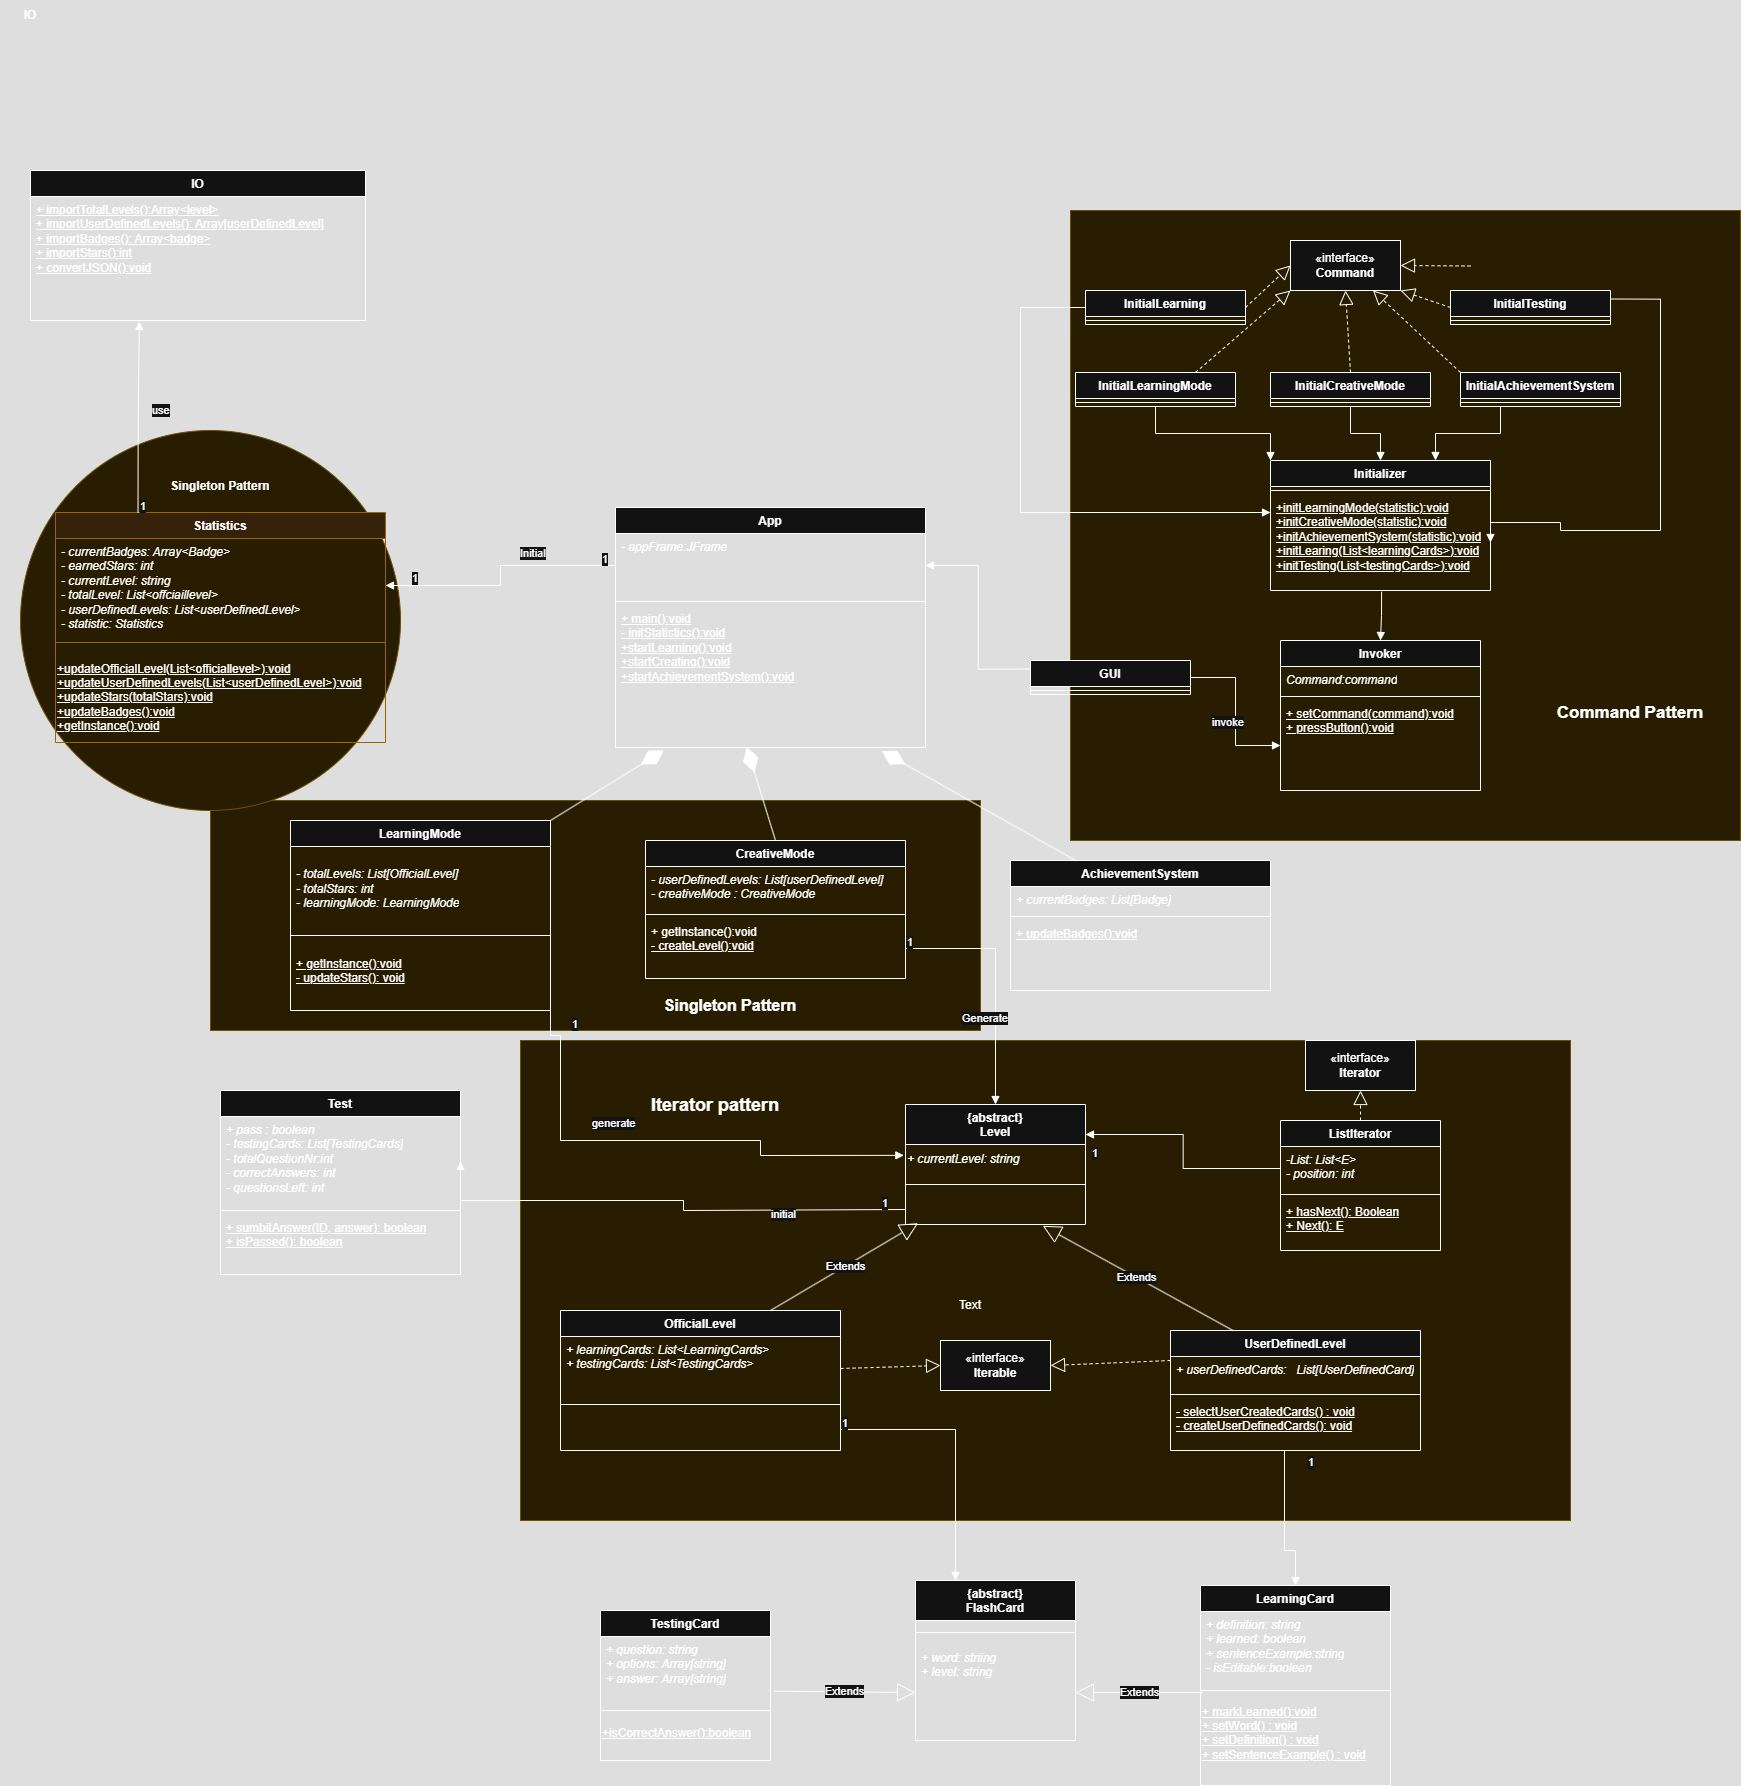 IO
IO
+ importTotalLevels():Array<level>
+ importUserDefinedLevels(): Array[userDefinedLevel]
+ importBadges(): Array<badge>
+ importStars():int
+ convertJSON():void
use
1
Singleton Pattern
Statistics
- currentBadges: Array<Badge>
- earnedStars: int
- currentLevel: string
- totalLevel: List<offciaillevel>
- userDefinedLevels: List<userDefinedLevel>
- statistic: Statistics
+updateOfficialLevel(List<officiallevel>):void
+updateUserDefinedLevels(List<userDefinedLevel>):void
+updateStars(totalStars):void
+updateBadges():void
+getInstance():void
1
Initial
1
App
- appFrame:JFrame
+ main():void
- initStatistics():void
+startLearning():void
+startCreating():void
+startAchievementSystem():void
«interface»
Command
InitialLearning
InitialTesting
InitialLearningMode
InitialCreativeMode
InitialAchievementSystem
Initializer
+initLearningMode(statistic):void
+initCreativeMode(statistic):void
+initAchievementSystem(statistic):void
+initLearing(List<learningCards>):void
+initTesting(List<testingCards>):void
GUI
invoke
Invoker
Command:command
+ setCommand(command):void
+ pressButton():void
Command Pattern
LearningMode
- totalLevels: List[OfficialLevel]
- totalStars: int
- learningMode: LearningMode
+ getInstance():void
- updateStars(): void
1
CreativeMode
- userDefinedLevels: List[userDefinedLevel]
- creativeMode : CreativeMode
+ getInstance():void
- createLevel():void
1
Singleton Pattern
AchievementSystem
+ currentBadges: List[Badge]
+ updateBadges():void
Generate
Iterator pattern
generate
Test
+ pass : boolean
- testingCards: List[TestingCards]
- totalQuestionNr:int
- correctAnswers: int
- questionsLeft: int
+ sumbitAnswer(ID, answer): boolean
+ isPassed(): boolean
initial
1
{abstract}
Level
+ currentLevel: string
1
«interface»
Iterator
ListIterator
-List: List<E>
- position: int
+ hasNext(): Boolean
+ Next(): E
Extends
Extends
Text
OfficialLevel
+ learningCards: List<LearningCards>
+ testingCards: List<TestingCards>
1
«interface»
Iterable
UserDefinedLevel
+ userDefinedCards: List[UserDefinedCard]
- selectUserCreatedCards() : void
- createUserDefinedCards(): void
1
TestingCard
+ question: string
+ options: Array[string]
+ answer: Array[string]
+isCorrectAnswer():boolean
Extends
{abstract}
FlashCard
+ word: striing
+ level: string
Extends
LearningCard
+ definition: string
+ learned: boolean
+ sentenceExample:string
- isEditable:boolean
+ markLearned():void
+ setWord() : void
+ setDefinition() : void
+ setSentenceExample() : void